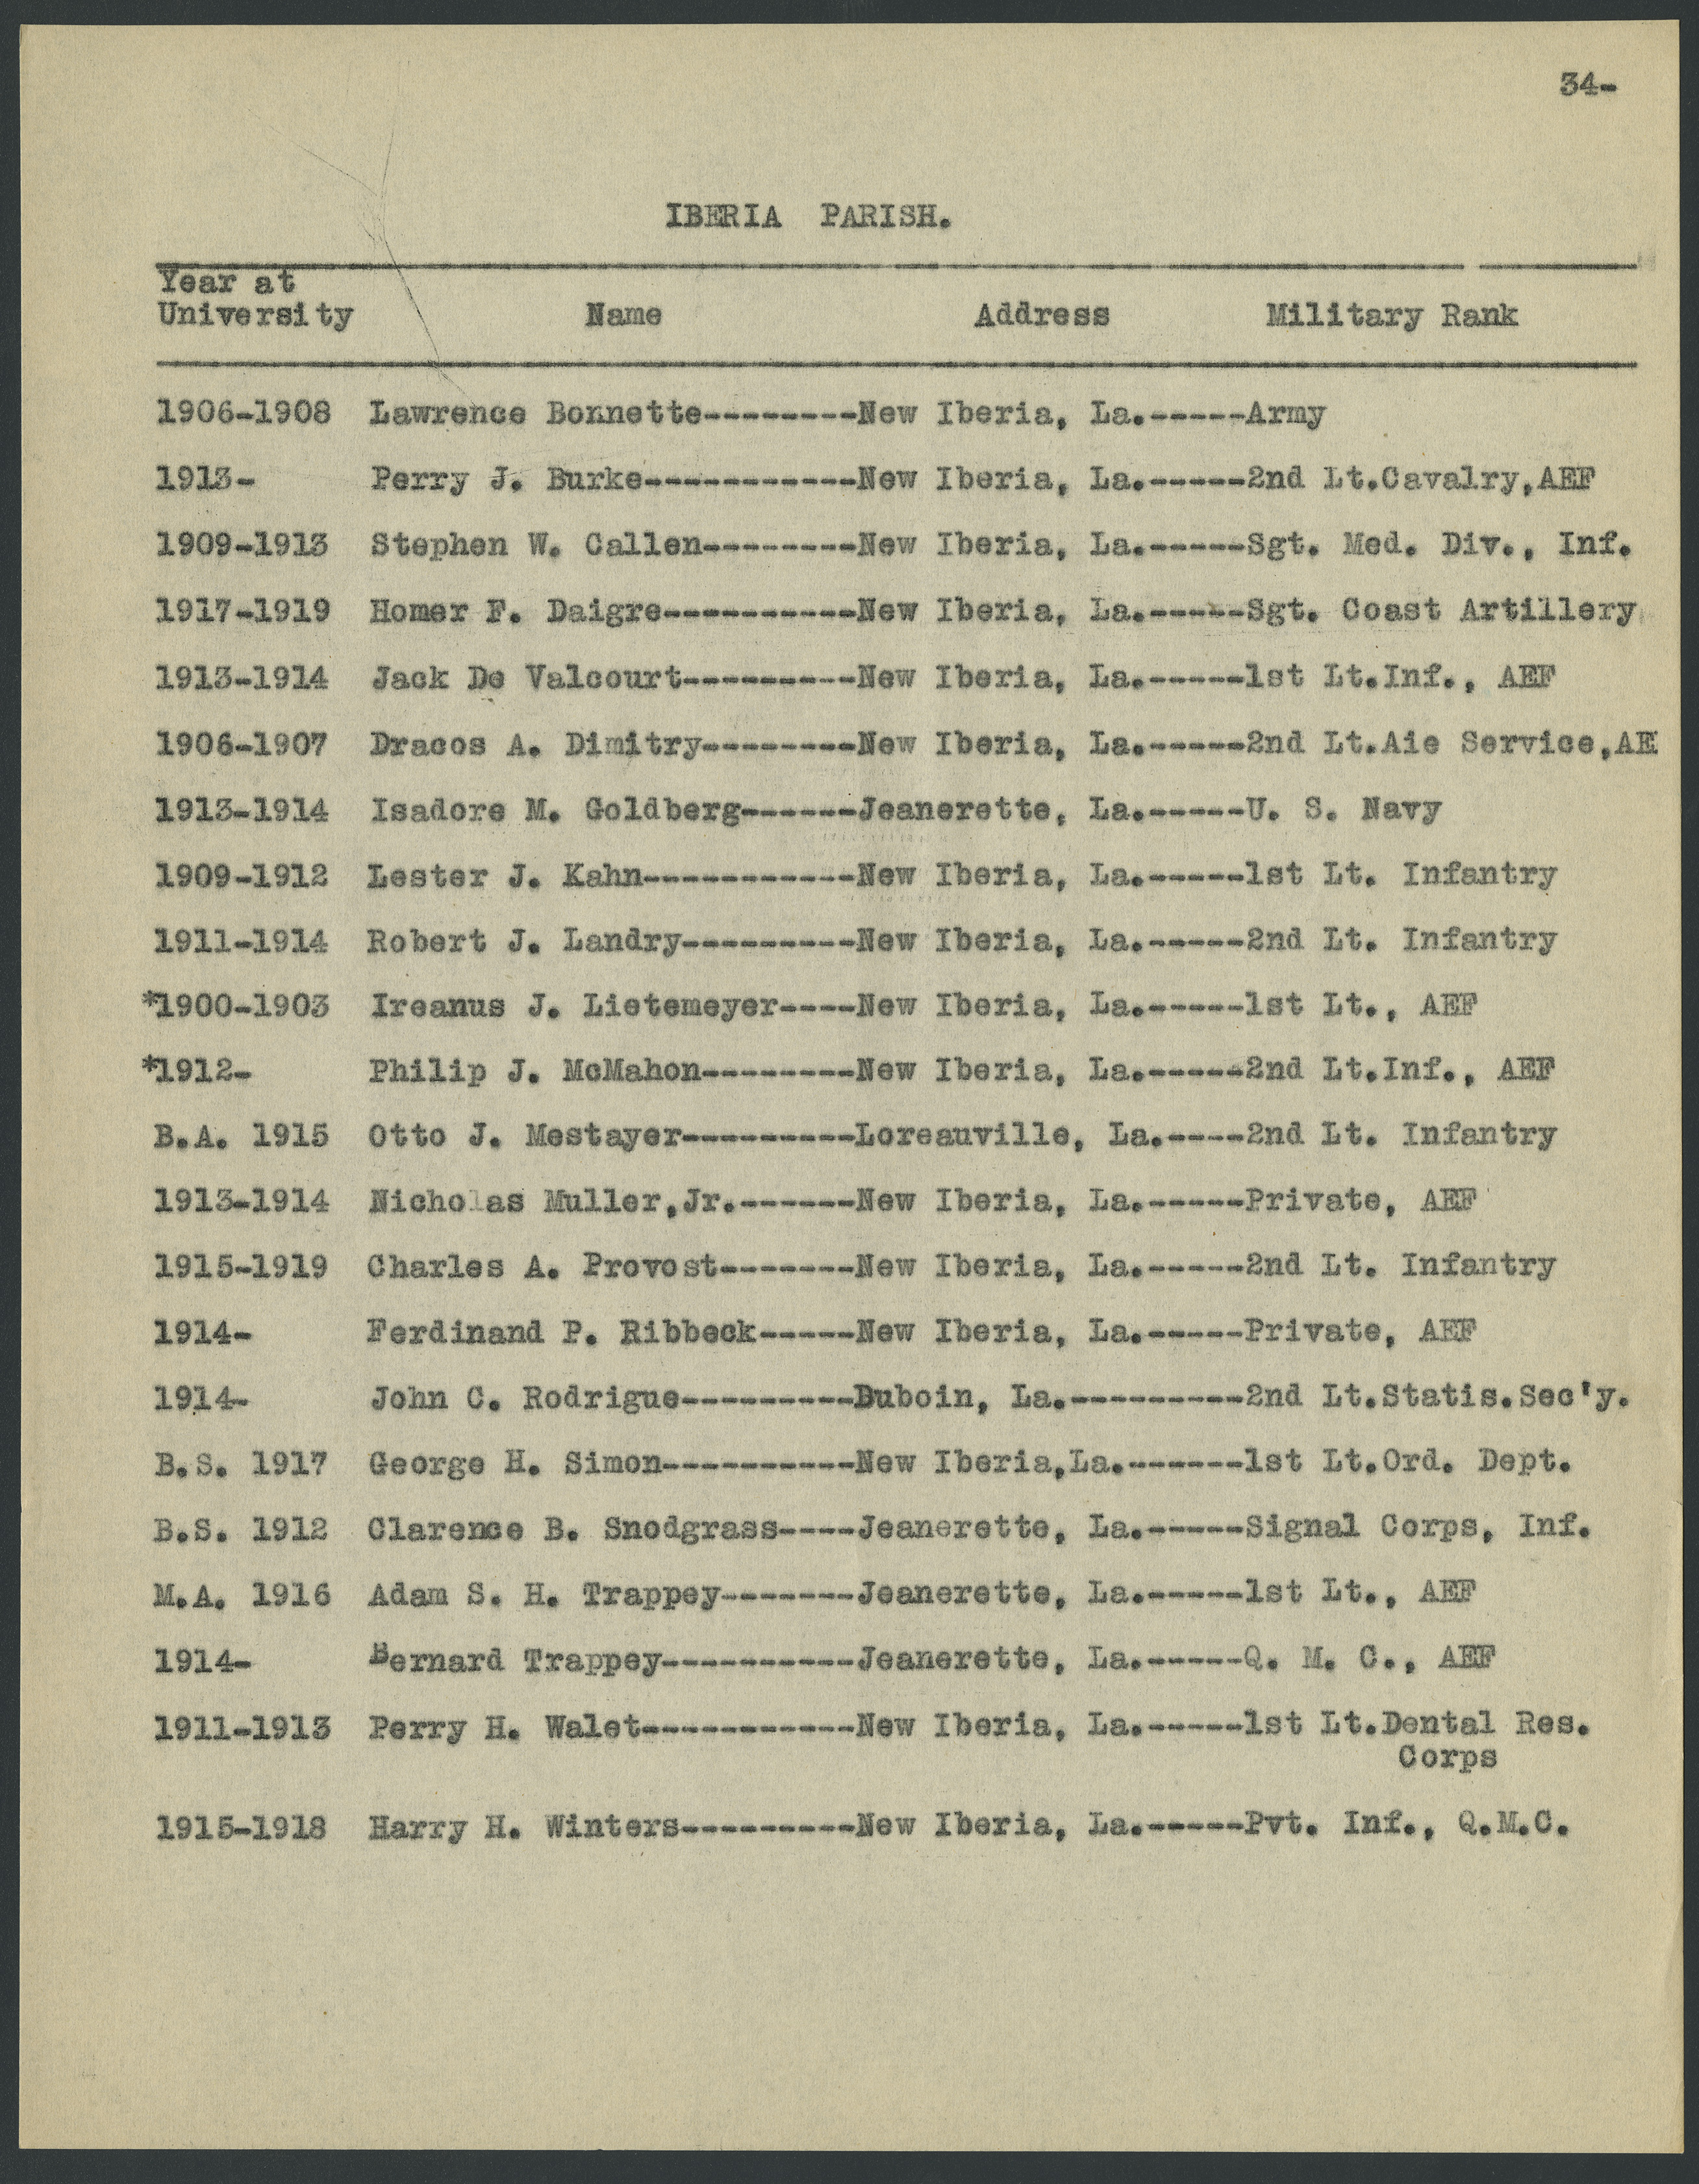 34-
IBERIA PARISH.
Year at
University Name Address Military Rank
1906-1908 Lawrence Bonnette--------New Iberia, La.-----Army
1913- Perry J. Burke-----------New Iberia, La.-----2nd Lt.Cavalry,AEF
1909-1913 Stephen W. Callen--------New Iberia, La.-----Sgt. Med. Div., Inf.
1917-1919 Homer F. Daigre----------New Iberia, La.-----Sgt. Coast Artillery
1913-1914 Jack De Valcourt---------New Iberia, La.-----1st Lt.Inf., AEF
1906-1907 Dracos A. Dimitry--------New Iberia, La.-----2nd Lt.Aie Service,AE
1913-1914 Isadore M. Goldberg------Jeanerette, La.-----U. S. Navy
1909-1912 Lester J. Kahn-----------New Iberia, La.-----1st Lt. Infantry
1911-1914 Robert J. Landry---------New Iberia, La.-----2nd Lt. Infantry
*1900-1903 Ireanus J. Lietemeyer----New Iberia, La.-----1st Lt., AEF
*1912- Philip J. McMahon--------New Iberia, La.-----2nd Lt.Inf., AEF
B.A. 1915 Otto J. Mestayer---------Loreauville, La.----2nd Lt. Infantry
1913-1914 Nicholas Muller,Jr.------New Iberia, La.-----Private, AEF
1915-1919 Charles A. Provost-------New Iberia, La.-----2nd Lt. Infantry
1914- Ferdinand P. Ribbeck-----New Iberia, La.-----Private, AEF
1914- John C. Rodrigue---------Duboin, La.---------2nd Lt.Statis.Sec'y.
B.S. 1917 George H. Simon----------New Iberia,La.------1st Lt.Ord. Dept.
B.S. 1912 Clarence B. Snodgrass----Jeanerette, La.-----Signal Corps, Inf.
M.A. 1916 Adam S. H. Trappey-------Jeanerette, La.-----1st Lt., AEF
1914- Bernard Trappey----------Jeanerette, La.-----Q. M. C., AEF
1911-1913 Perry H. Walet-----------New Iberia, La.-----1st Lt.Dental Res.
Corps
1915-1918 Harry H. Winters---------New Iberia, La.-----Pvt. Inf., Q.M.C.